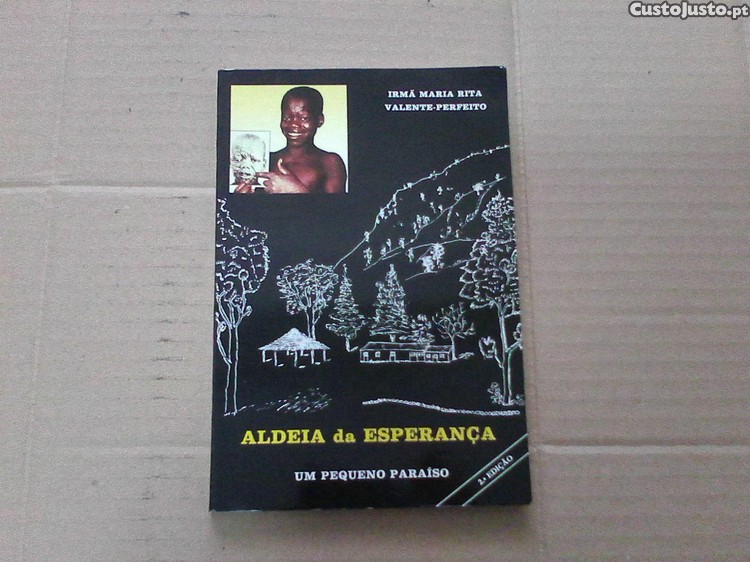 CustoJusto.pt
IRMÃ MARIA RITA
VALENTE-PERFEITO
ALDEIA da ESPERANÇA
UM PEQUENO PARAÍSO
2.ª EDIÇÃO